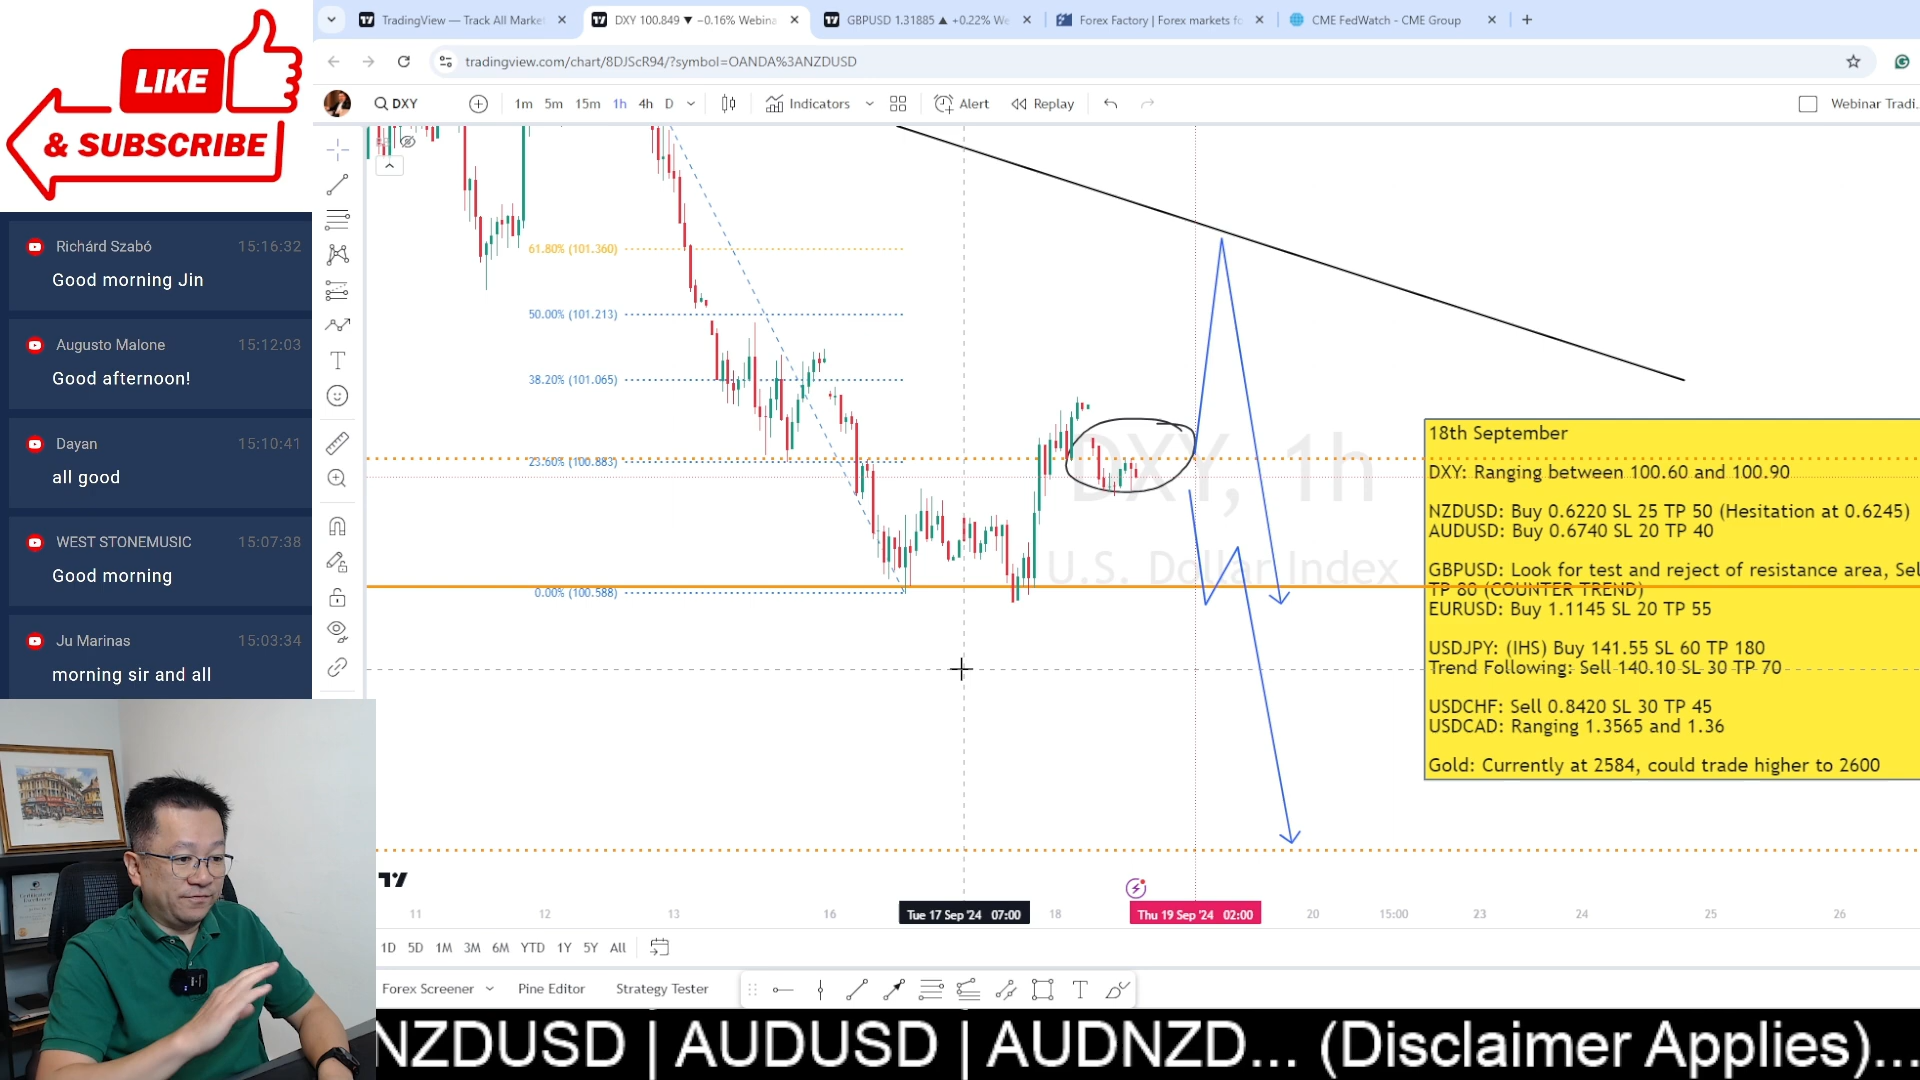 LIKE
& SUBSCRIBE
Richárd Szabó 15:16:32
Good morning Jin
Augusto Malone 15:12:03
Good afternoon!
Dayan 15:10:41
all good
WEST STONEMUSIC 15:07:38
Good morning
Ju Marinas 15:03:34
morning sir and all
TradingView — Track All Marke
DXY 100.849 ▼ −0.16% Webina
GBPUSD 1.31885 ▲ +0.22% We
Forex Factory | Forex markets fo
CME FedWatch - CME Group
tradingview.com/chart/8DJScR94/?symbol=OANDA%3ANZDUSD
DXY
1m 5m 15m 1h 4h D
Indicators
Alert
Replay
Webinar Tradi...
61.80% (101.360)
50.00% (101.213)
38.20% (101.065)
23.60% (100.883)
0.00% (100.588)
DXY, 1h
U.S. Dollar Index
18th September
DXY: Ranging between 100.60 and 100.90
NZDUSD: Buy 0.6220 SL 25 TP 50 (Hesitation at 0.6245)
AUDUSD: Buy 0.6740 SL 20 TP 40
GBPUSD: Look for test and reject of resistance area, Sel
TP 80 (COUNTER TREND)
EURUSD: Buy 1.1145 SL 20 TP 55
USDJPY: (IHS) Buy 141.55 SL 60 TP 180
Trend Following: Sell 140.10 SL 30 TP 70
USDCHF: Sell 0.8420 SL 30 TP 45
USDCAD: Ranging 1.3565 and 1.36
Gold: Currently at 2584, could trade higher to 2600
11 12 13 16 Tue 17 Sep '24 07:00 18 Thu 19 Sep '24 02:00 20 15:00 23 24 25 26
1D 5D 1M 3M 6M YTD 1Y 5Y All
Forex Screener Pine Editor Strategy Tester
NZDUSD | AUDUSD | AUDNZD... (Disclaimer Applies)...